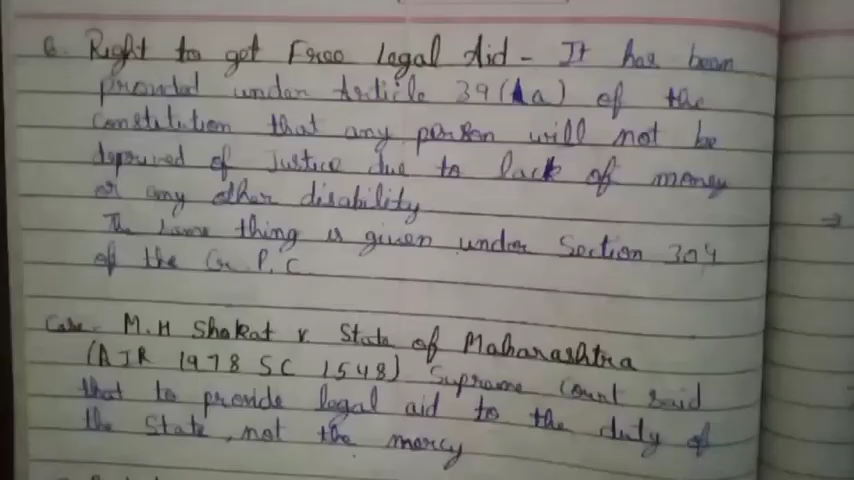 6. Right to get Free legal Aid - It has been
provided under Article 39(Aa) of the
Constitution that any person will not be
deprived of Justice due to lack of money
or any other disability
The same thing is given under Section 304
of the Cr. P. C
Case - M.H Shakat v State of Maharashtra
(AIR 1978 SC 1548) Supreme Court said
that to provide legal aid to the duty of
the State, not the mercy